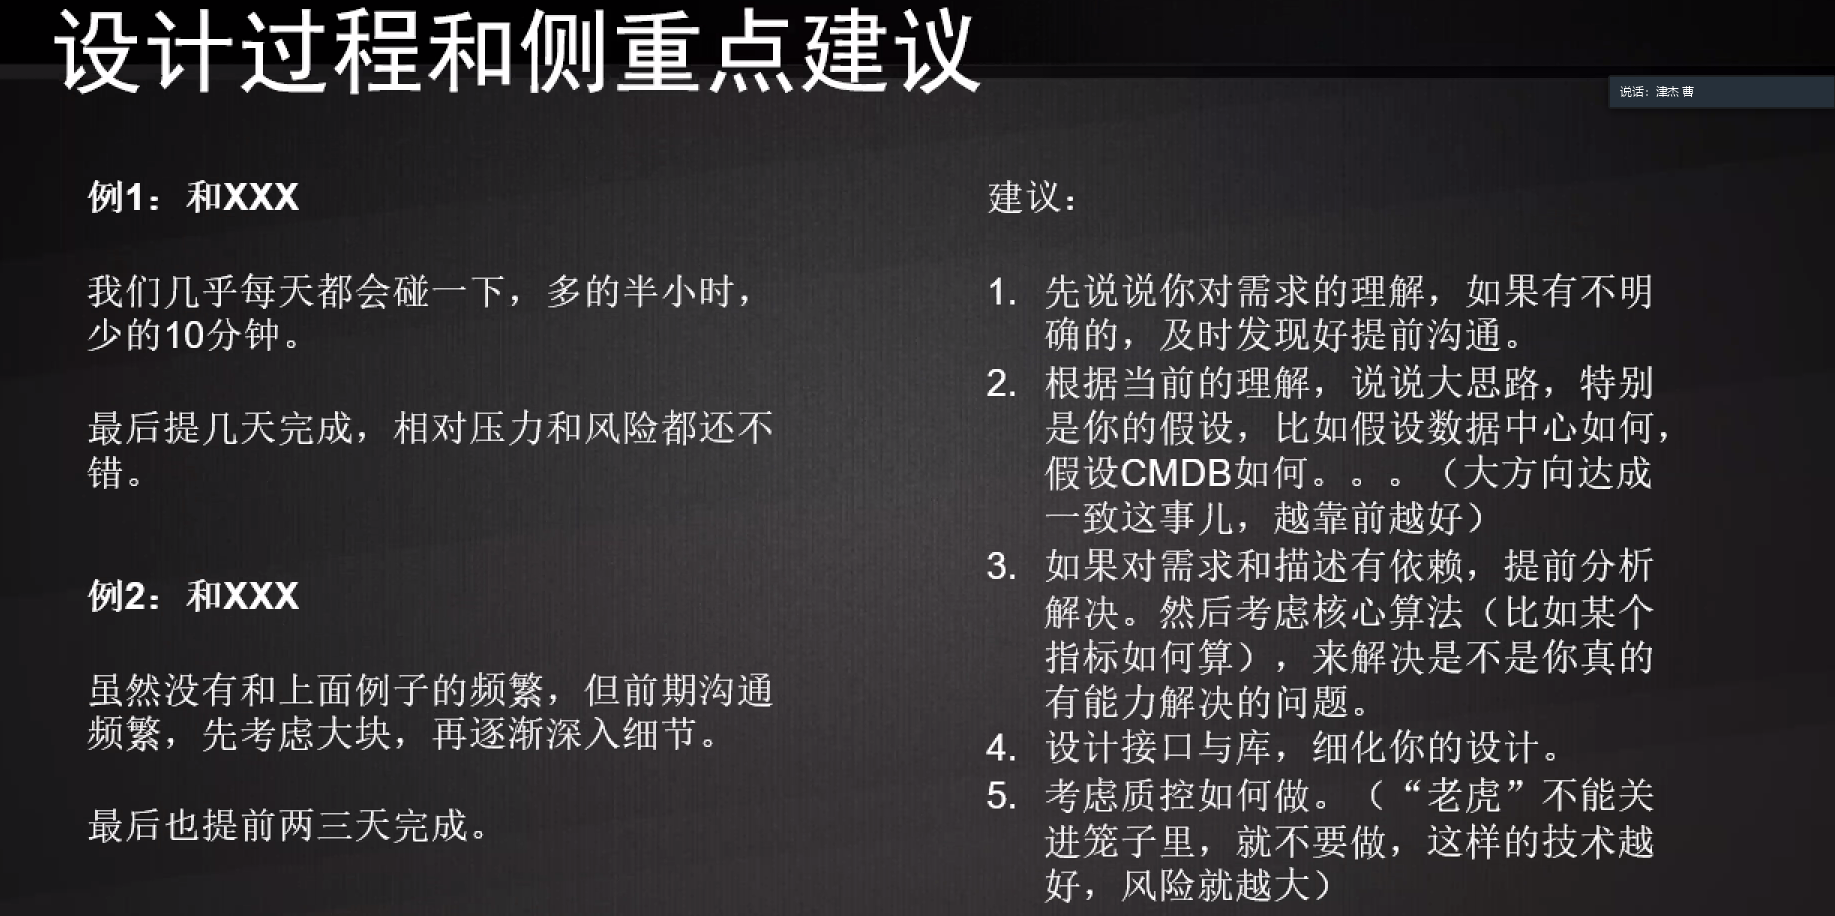 设计过程和侧重点建议
说话：津杰 曹
例1：和XXX
我们几乎每天都会碰一下，多的半小时，
少的10分钟。
最后提几天完成，相对压力和风险都还不
错。
例2：和XXX
虽然没有和上面例子的频繁，但前期沟通
频繁，先考虑大块，再逐渐深入细节。
最后也提前两三天完成。
建议：
1. 先说说你对需求的理解，如果有不明
确的，及时发现好提前沟通。
2. 根据当前的理解，说说大思路，特别
是你的假设，比如假设数据中心如何，
假设CMDB如何。。。（大方向达成
一致这事儿，越靠前越好）
3. 如果对需求和描述有依赖，提前分析
解决。然后考虑核心算法（比如某个
指标如何算），来解决是不是你真的
有能力解决的问题。
4. 设计接口与库，细化你的设计。
5. 考虑质控如何做。（“老虎”不能关
进笼子里，就不要做，这样的技术越
好，风险就越大）